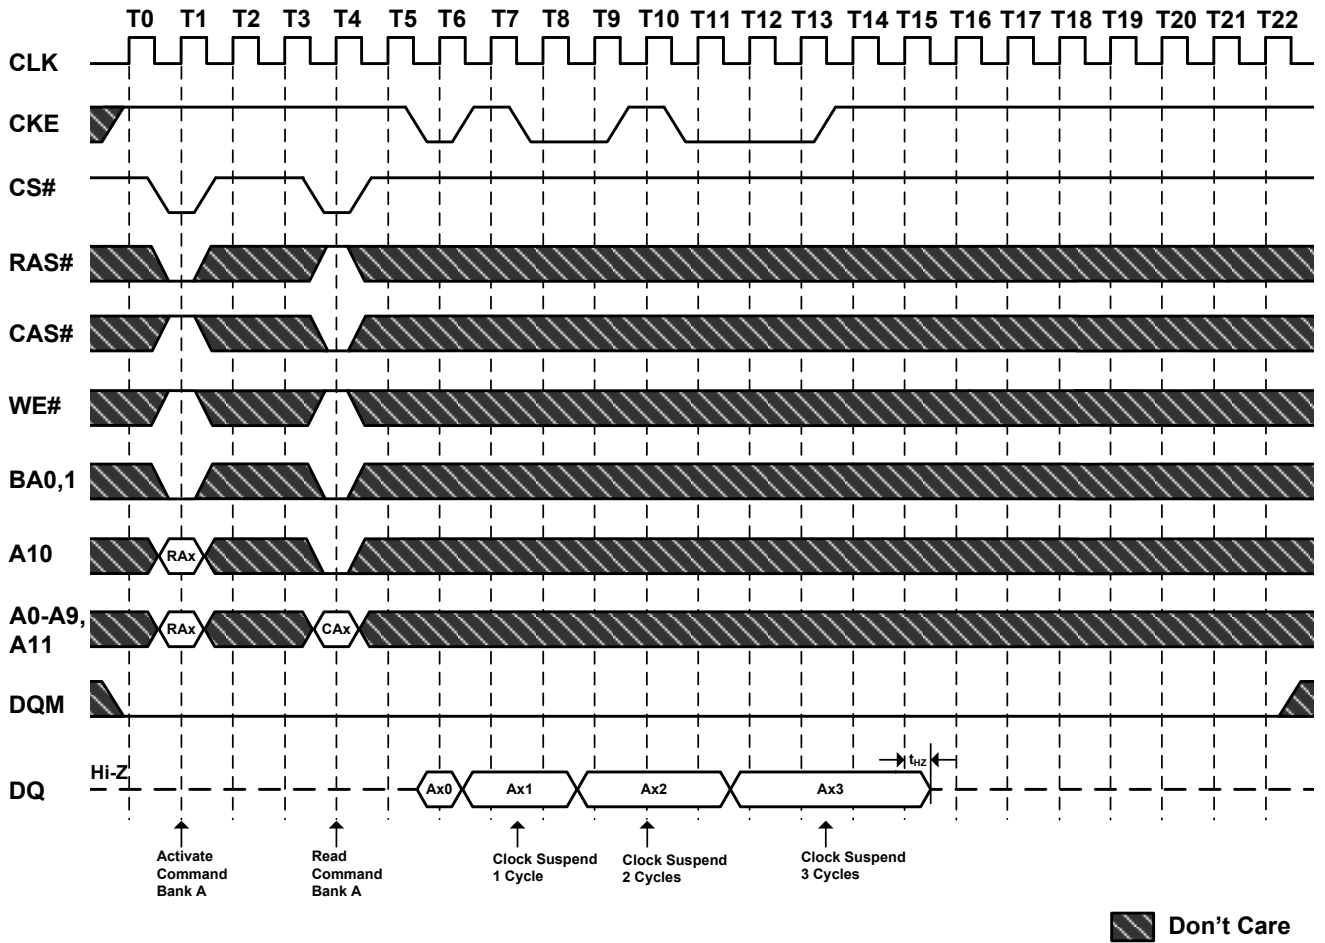 T0 T1 T2 T3 T4 T5 T6 T7 T8 T9 T10 T11 T12 T13 T14 T15 T16 T17 T18 T19 T20 T21 T22
CLK
CKE
CS#
RAS#
CAS#
WE#
BA0,1
A10
RAx
A0-A9,
A11
RAx
CAx
DQM
tHZ
Hi-Z
DQ
Ax0
Ax1
Ax2
Ax3
Activate
Command
Bank A
Read
Command
Bank A
Clock Suspend
1 Cycle
Clock Suspend
2 Cycles
Clock Suspend
3 Cycles
Don't Care